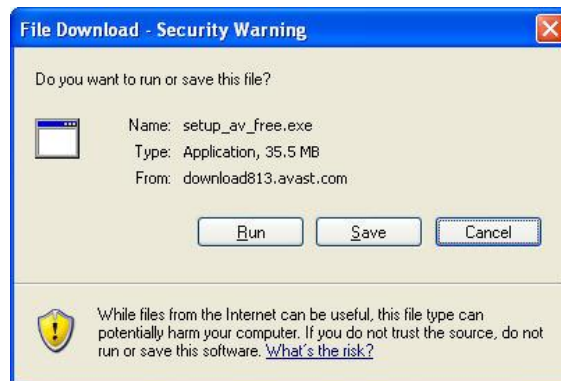 File Download - Security Warning
Do you want to run or save this file?
Name: setup_av_free.exe
Type: Application, 35.5 MB
From: download813.avast.com
Run Save Cancel
While files from the Internet can be useful, this file type can
potentially harm your computer. If you do not trust the source, do not
run or save this software. What's the risk?